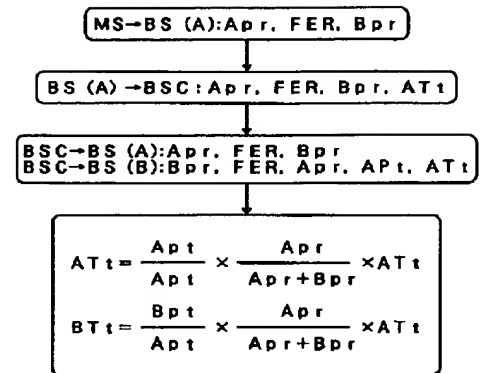 MS→BS (A):Apr, FER, Bpr
BS (A)→BSC:Apr, FER, Bpr, ATt
BSC→BS (A):Apr, FER, Bpr
BSC→BS (B):Bpr, FER, Apr, APt, ATt
ATt= Apt/Apt × Apr/Apr+Bpr ×ATt
BTt= Bpt/Apt × Apr/Apr+Bpr ×ATt